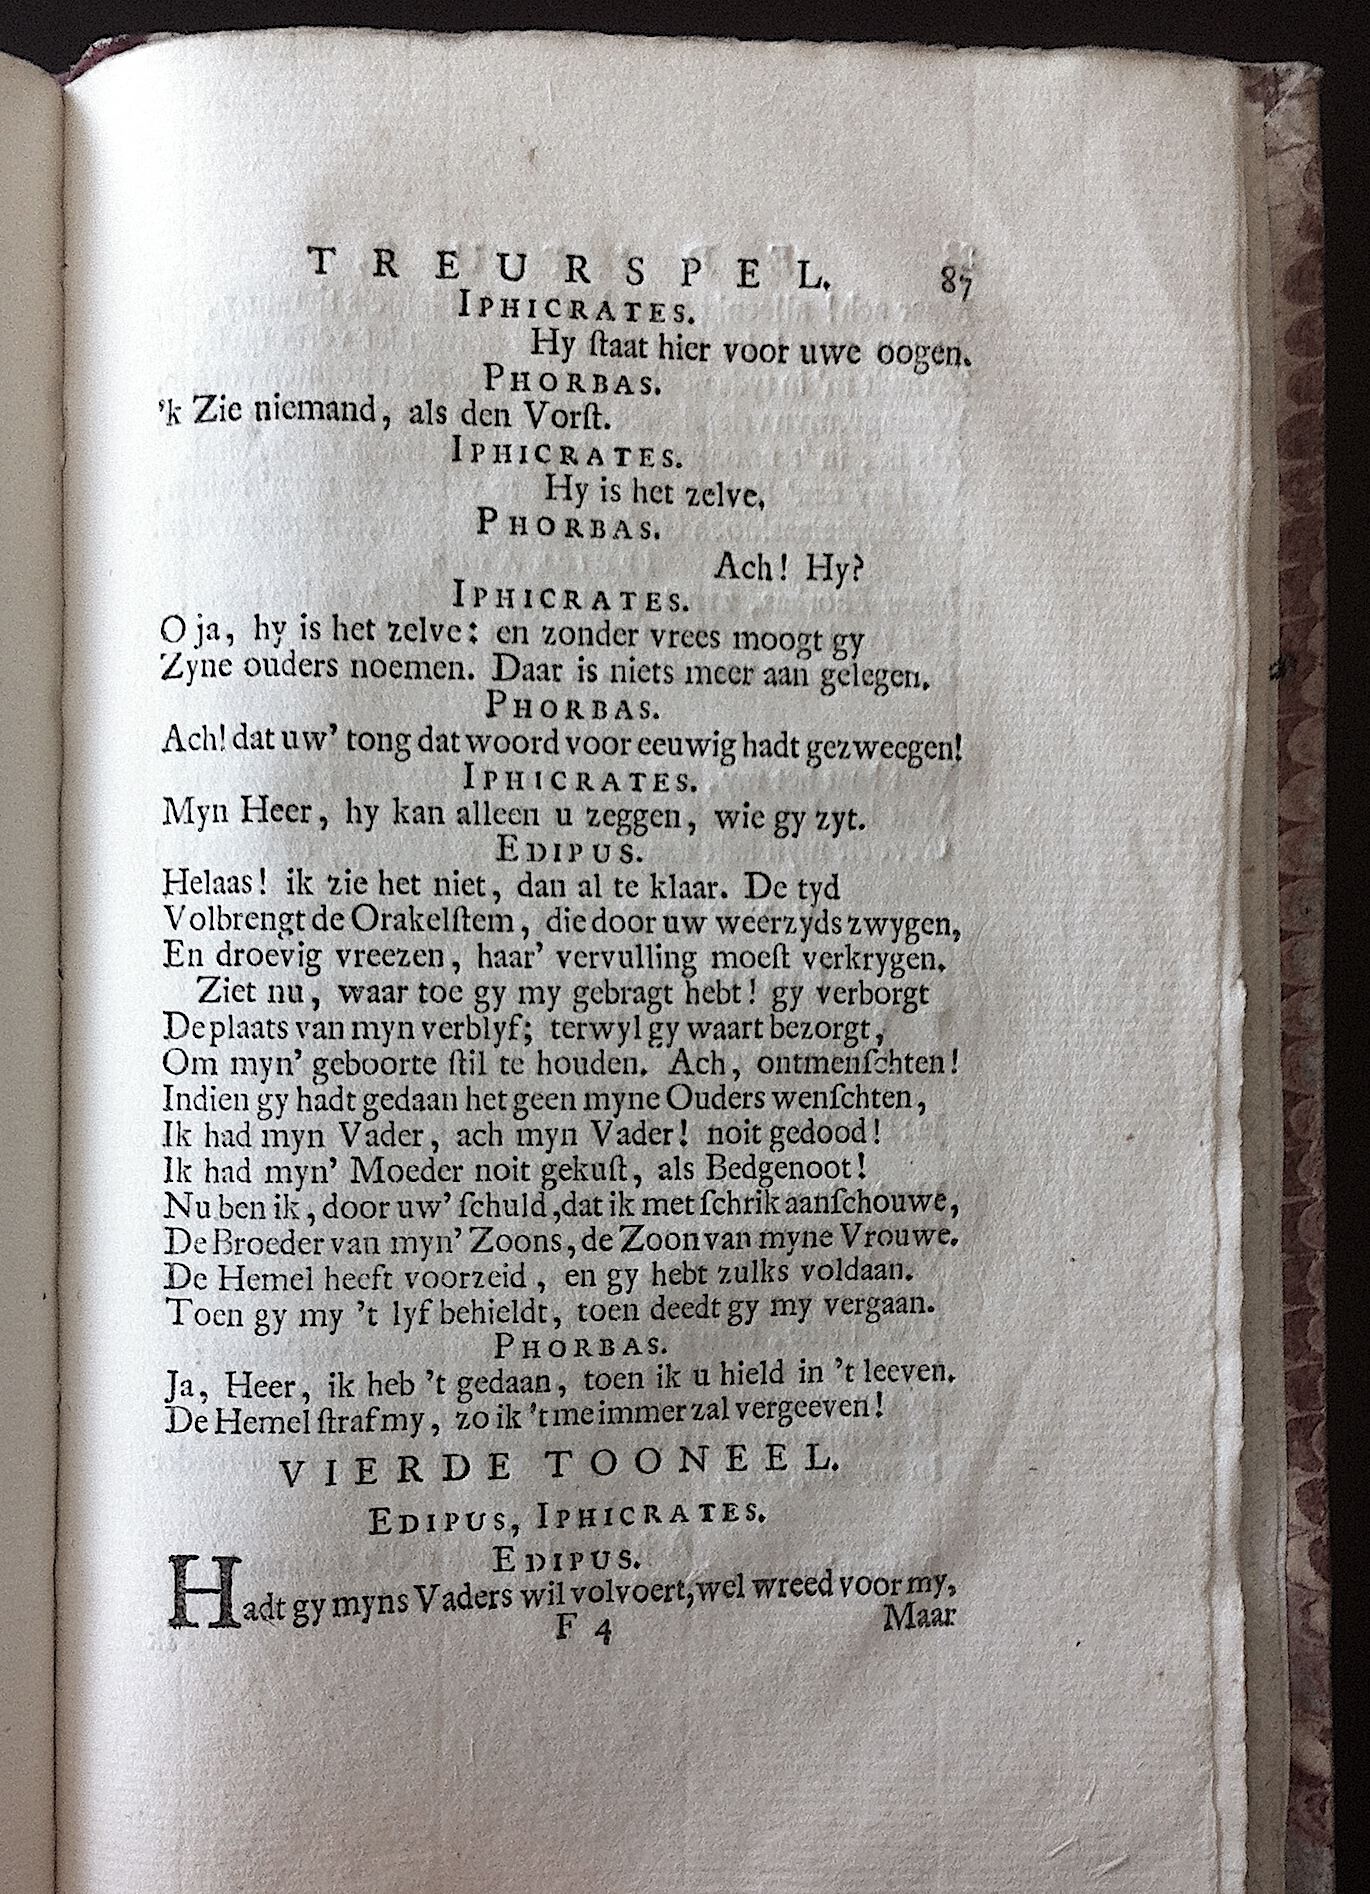 TREURSPEL. 87
IPHICRATES.
Hy ſtaat hier voor uwe oogen.
PHORBAS.
'k Zie niemand, als den Vorſt.
IPHICRATES.
Hy is het zelve,
PHORBAS.
Ach! Hy?
IPHICRATES.
O ja, hy is het zelve: en zonder vrees moogt gy
Zyne ouders noemen. Daar is niets meer aan gelegen.
PHORBAS.
Ach! dat uw' tong dat woord voor eeuwig hadt gezweegen!
IPHICRATES.
Myn Heer, hy kan alleen u zeggen, wie gy zyt.
EDIPUS.
Helaas! ik zie het niet, dan al te klaar. De tyd
Volbrengt de Orakelſtem, die door uw weerzyds zwygen,
En droevig vreezen, haar' vervulling moeſt verkrygen.
Ziet nu, waar toe gy my gebragt hebt! gy verborgt
De plaats van myn verblyf; terwyl gy waart bezorgt,
Om myn' geboorte ſtil te houden. Ach, ontmenſchten!
Indien gy hadt gedaan het geen myne Ouders wenſchten,
Ik had myn Vader, ach myn Vader! noit gedood!
Ik had myn' Moeder noit gekuſt, als Bedgenoot!
Nu ben ik, door uw' ſchuld, dat ik met ſchrik aanſchouwe,
De Broeder van myn' Zoons, de Zoon van myne Vrouwe.
De Hemel heeft voorzeid, en gy hebt zulks voldaan.
Toen gy my 't lyf behieldt, toen deedt gy my vergaan.
PHORBAS.
Ja, Heer, ik heb 't gedaan, toen ik u hield in 't leeven.
De Hemel ſtraf my, zo ik 't me immer zal vergeeven!
VIERDE TOONEEL.
EDIPUS, IPHICRATES.
EDIPUS.
Hadt gy myns Vaders wil volvoert, wel wreed voor my,
F 4 Maar